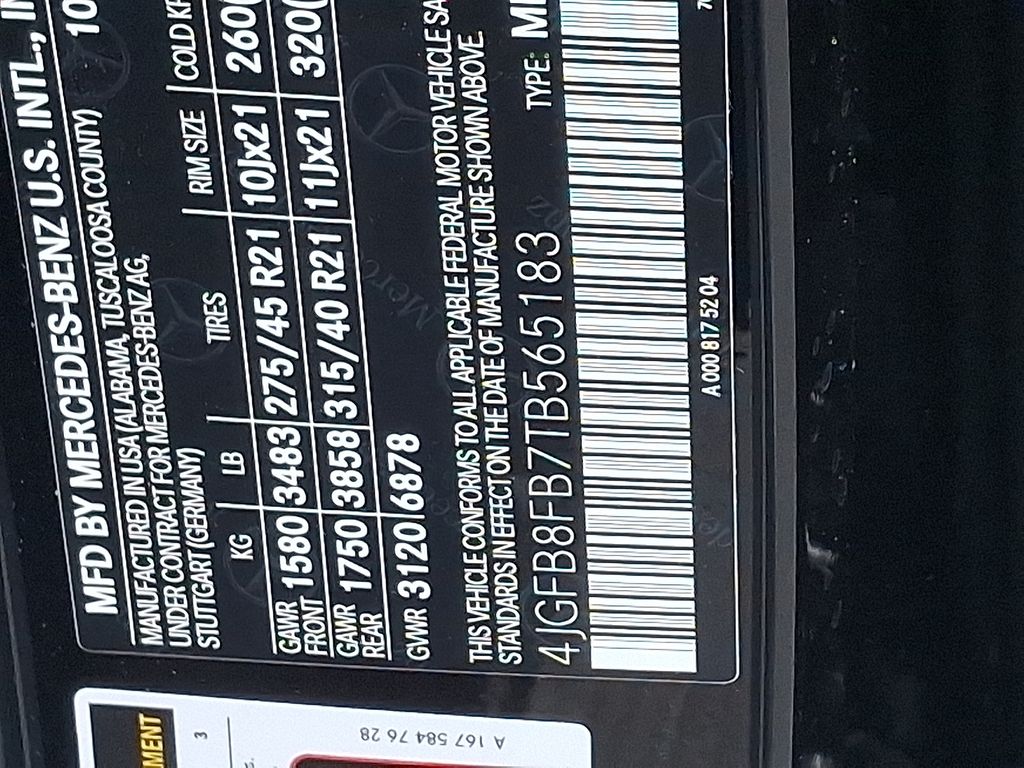 MFD BY MERCEDES-BENZ U.S. INTL., 10
MANUFACTURED IN USA (ALABAMA, TUSCALOOSA COUNTY)
UNDER CONTRACT FOR MERCEDES-BENZ AG,
STUTTGART (GERMANY)
KG LB TIRES RIM SIZE COLD
GAWR FRONT 1580 3483 275/45 R21 10Jx21 260
GAWR REAR 1750 3858 315/40 R21 11Jx21 320
GVWR 3120 6878
THIS VEHICLE CONFORMS TO ALL APPLICABLE FEDERAL MOTOR VEHICLE SA
STANDARDS IN EFFECT ON THE DATE OF MANUFACTURE SHOWN ABOVE.
4JGFB8FB7TB565183 TYPE:
A 000 817 52 04
MENT
3
A 167 584 76 28